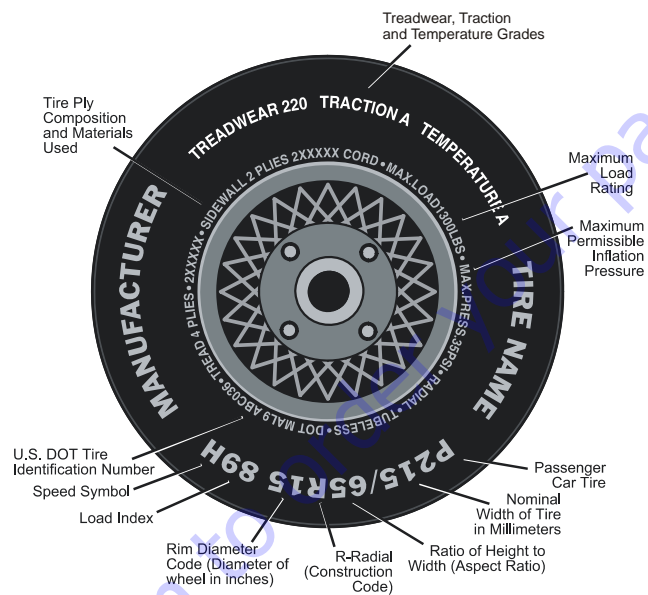 Treadwear, Traction
and Temperature Grades
Tire Ply
Composition
and Materials
Used
TREADWEAR 220 TRACTION A TEMPERATURE A
Maximum
Load
Rating
Maximum
Permissible
Inflation
Pressure
MANUFACTURER
TIRE NAME
SIDEWALL 2 PLIES 2XXXXX CORD • MAX.LOAD1300LBS • MAX.PRESS.35PSI • RADIAL • TUBELESS • DOT MAL9 ABC036 • TREAD 4 PLIES • 2XXXXX •
P215/65R15 89H
U.S. DOT Tire
Identification Number
Speed Symbol
Load Index
Rim Diameter
Code (Diameter of
wheel in inches)
R-Radial
(Construction
Code)
Ratio of Height to
Width (Aspect Ratio)
Nominal
Width of Tire
in Millimeters
Passenger
Car Tire
to order your